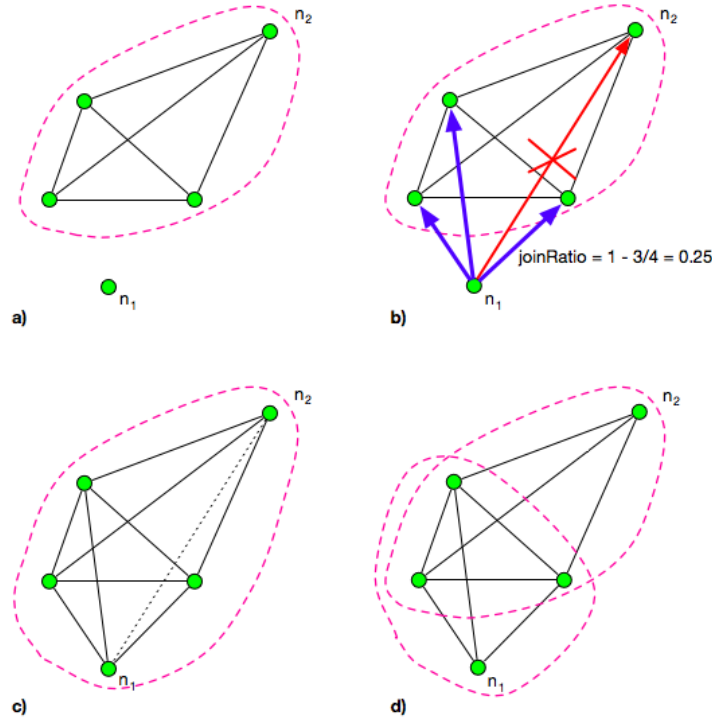 n2
n1
a)
n2
joinRatio = 1 - 3/4 = 0.25
n1
b)
n2
n1
c)
n2
n1
d)